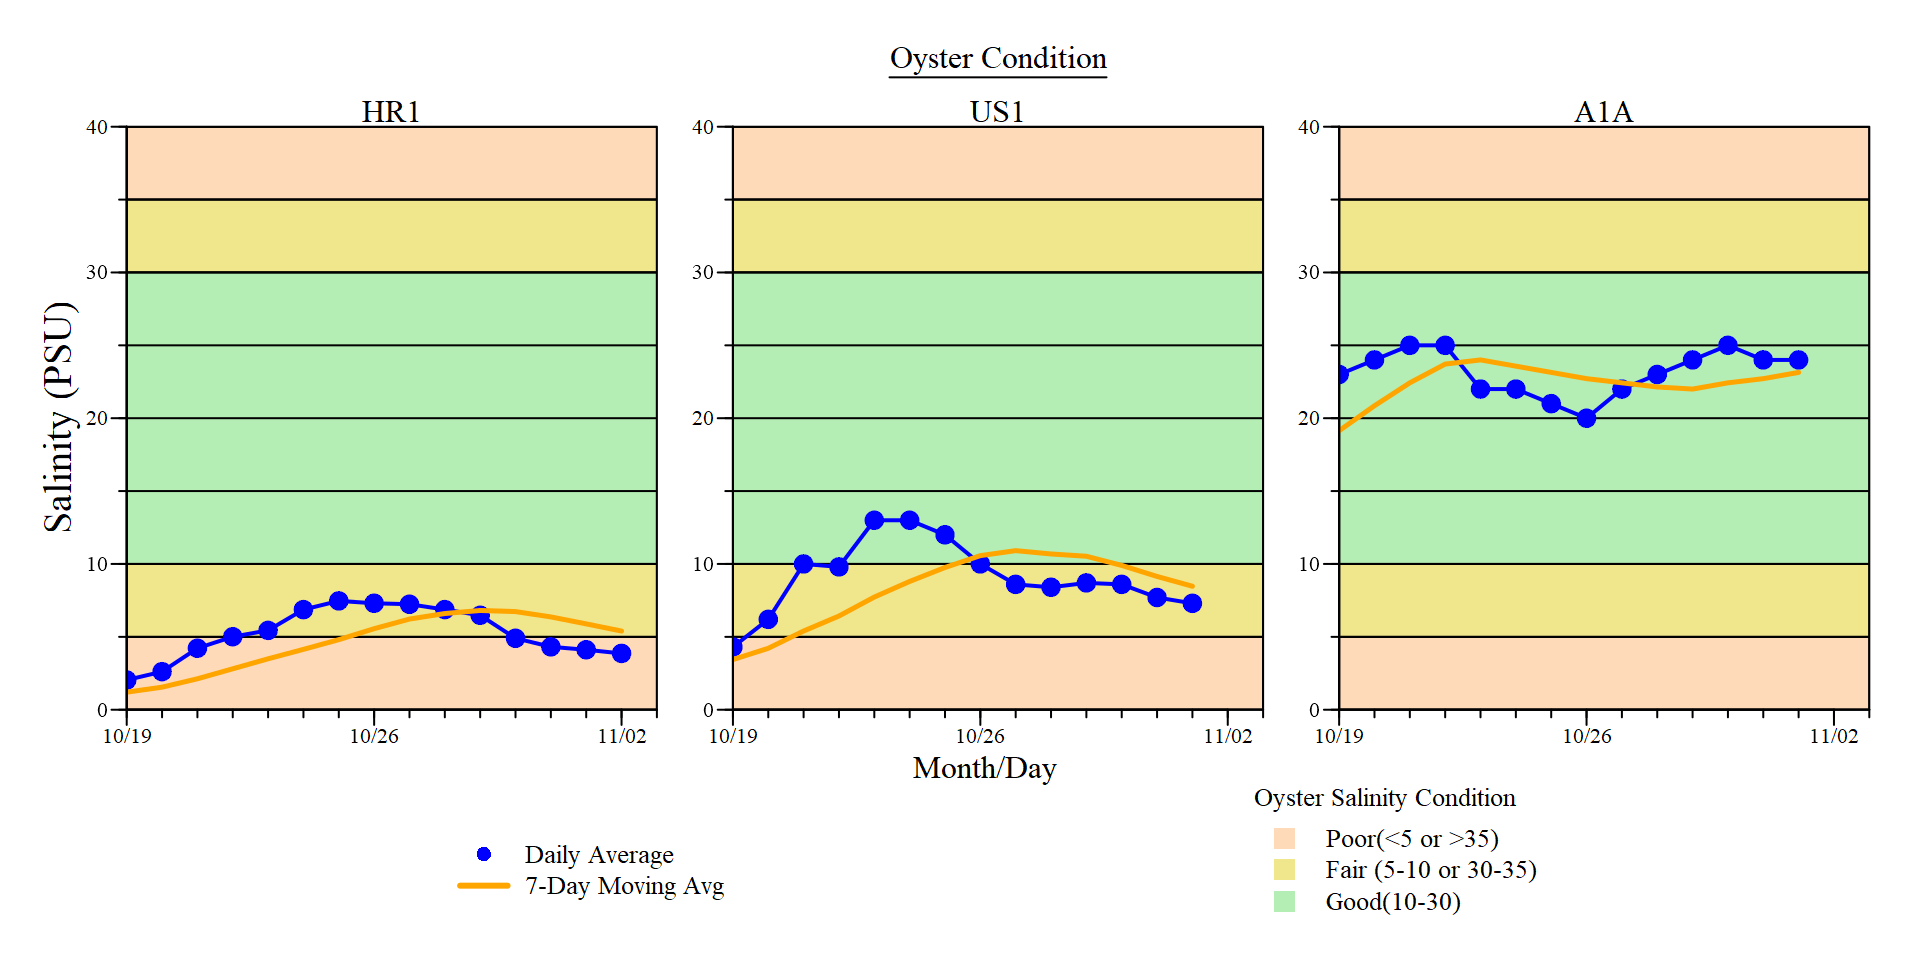 Oyster Condition
HR1
US1
A1A
40
30
20
10
0
40
30
20
10
0
40
30
20
10
0
Salinity (PSU)
10/19
10/26
11/02
10/19
10/26
11/02
10/19
10/26
11/02
Month/Day
Oyster Salinity Condition
Poor(<5 or >35)
Fair (5-10 or 30-35)
Good(10-30)
Daily Average
7-Day Moving Avg